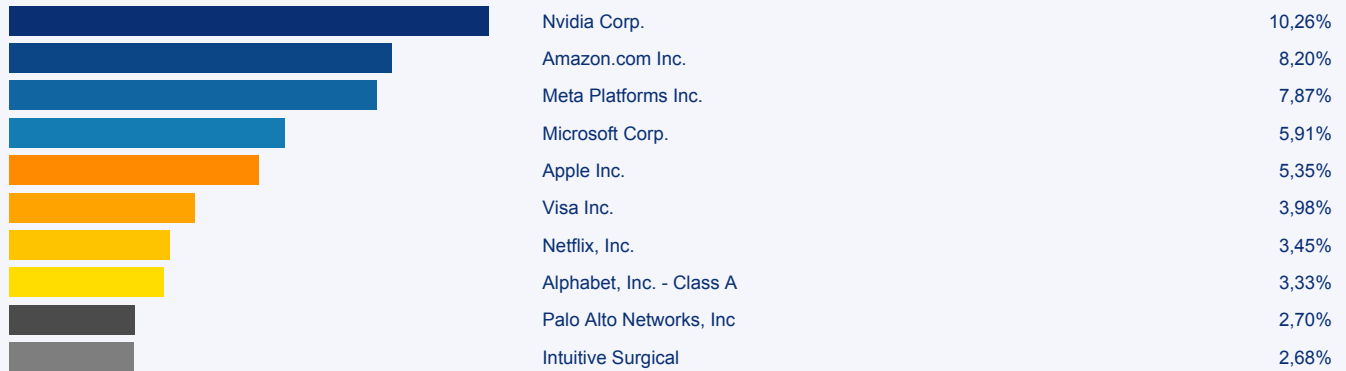 Nvidia Corp. 10,26%
Amazon.com Inc. 8,20%
Meta Platforms Inc. 7,87%
Microsoft Corp. 5,91%
Apple Inc. 5,35%
Visa Inc. 3,98%
Netflix, Inc. 3,45%
Alphabet, Inc. - Class A 3,33%
Palo Alto Networks, Inc 2,70%
Intuitive Surgical 2,68%